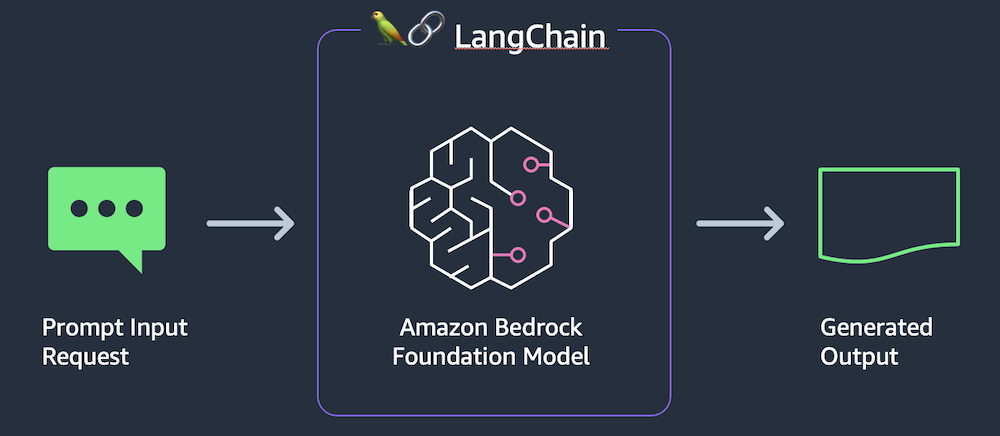 LangChain
Prompt Input
Request
Amazon Bedrock
Foundation Model
Generated
Output